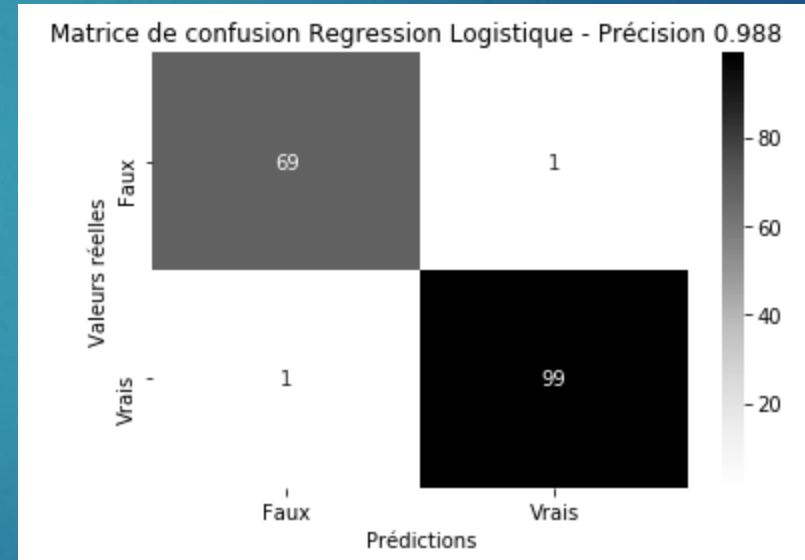 Matrice de confusion Regression Logistique - Précision 0.988
Valeurs réelles
Faux
69
1
Vrais
1
99
Faux
Vrais
Prédictions
80
60
40
20